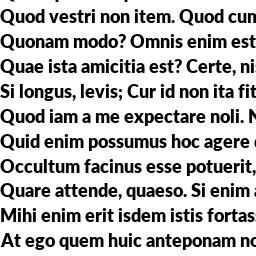 Quod vestri non item. Quod cum
Quonam modo? Omnis enim est
Quae ista amicitia est? Certe, ni
Si longus, levis; Cur id non ita fit
Quod iam a me expectare noli. N
Quid enim possumus hoc agere
Occultum facinus esse potuerit,
Quare attende, quaeso. Si enim
Mihi enim erit isdem istis fortas
At ego quem huic anteponam no